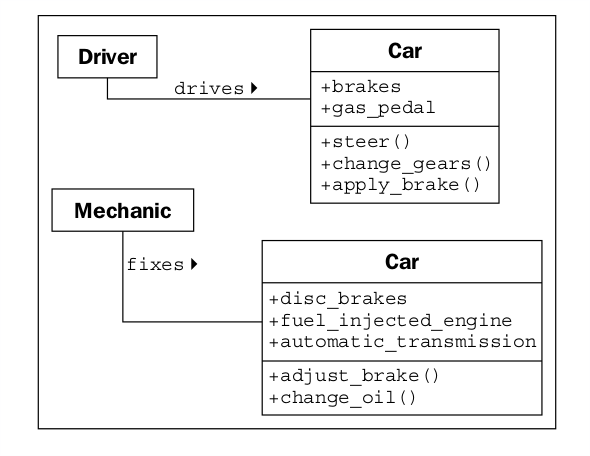 Driver
drives
Car
+brakes
+gas_pedal
+steer()
+change_gears()
+apply_brake()
Mechanic
fixes
Car
+disc_brakes
+fuel_injected_engine
+automatic_transmission
+adjust_brake()
+change_oil()